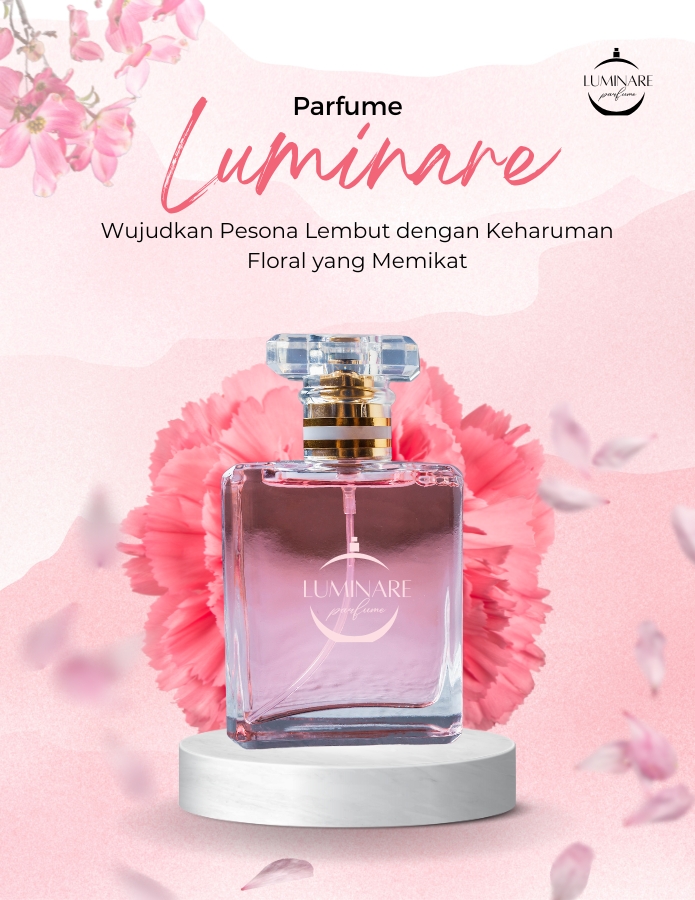 LUMINARE
parfume
Parfume
Luminare
Wujudkan Pesona Lembut dengan Keharuman
Floral yang Memikat
LUMINARE
parfume